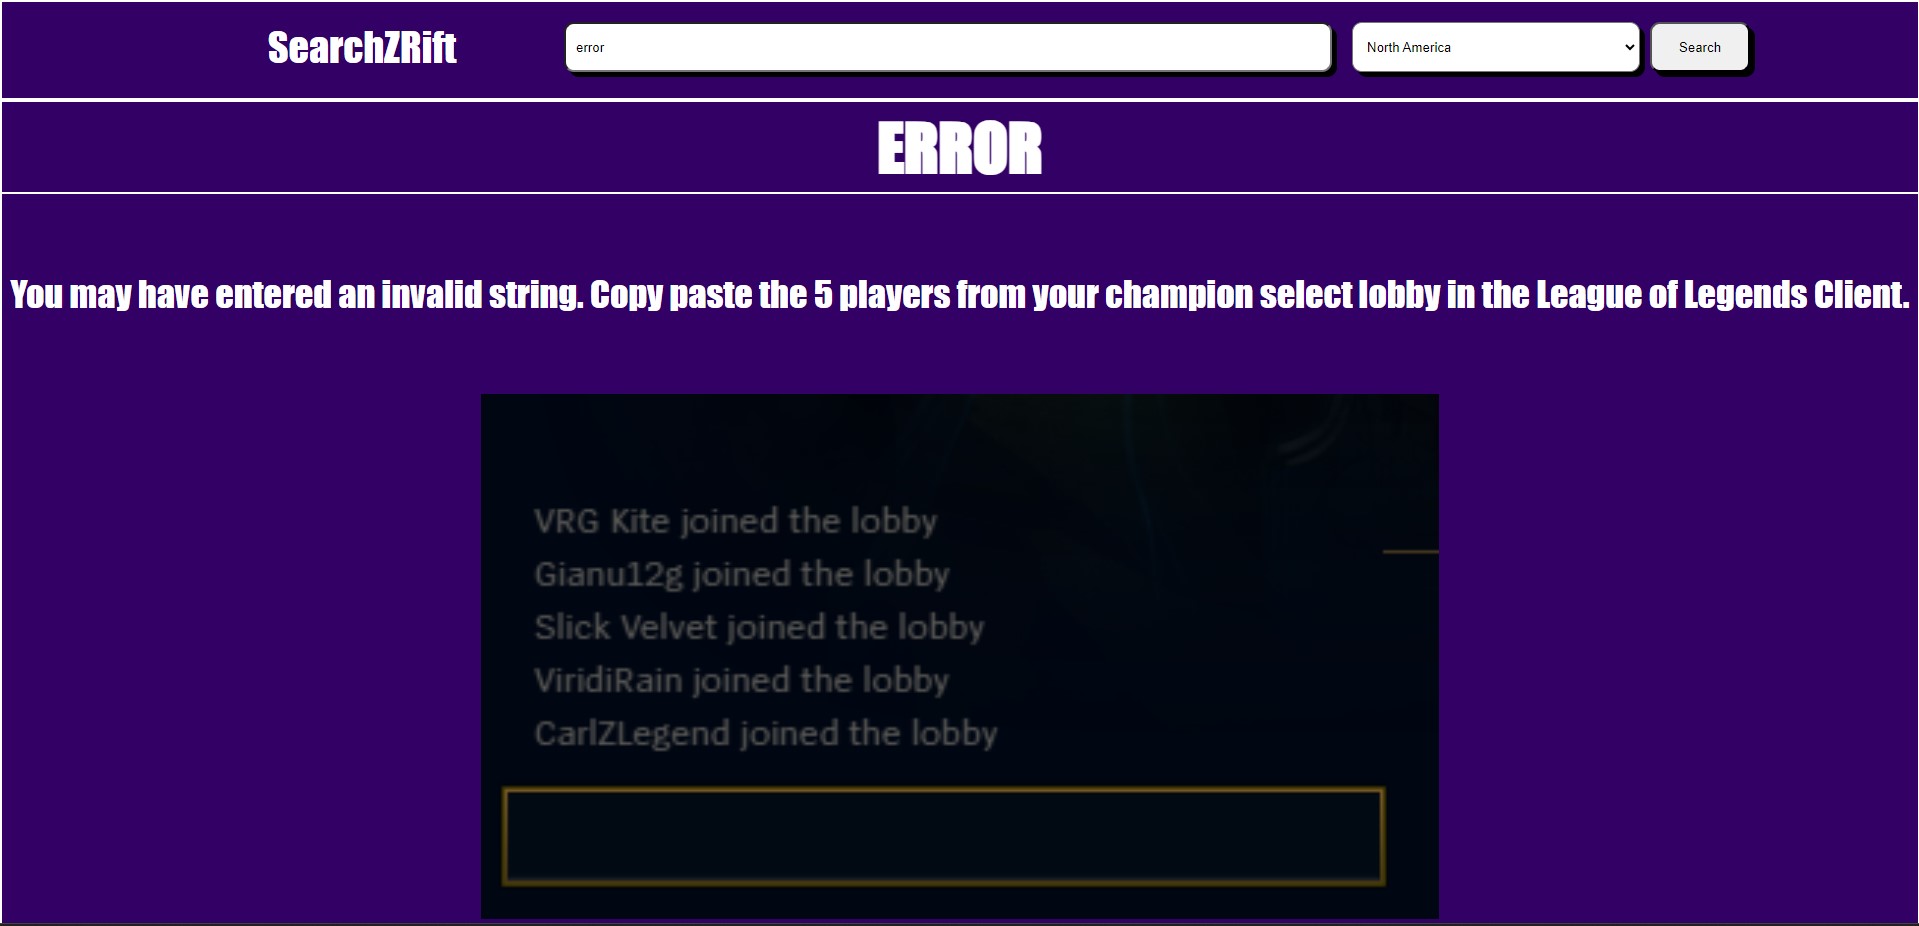 SearchZRift
error
North America
Search
ERROR
You may have entered an invalid string. Copy paste the 5 players from your champion select lobby in the League of Legends Client.
VRG Kite joined the lobby
Gianu12g joined the lobby
Slick Velvet joined the lobby
ViridiRain joined the lobby
CarlZLegend joined the lobby